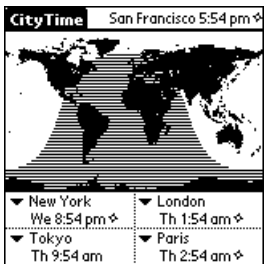 CityTime San Francisco 5:54 pm
New York London
We 8:54 pm Th 1:54 am
Tokyo Paris
Th 9:54 am Th 2:54 am